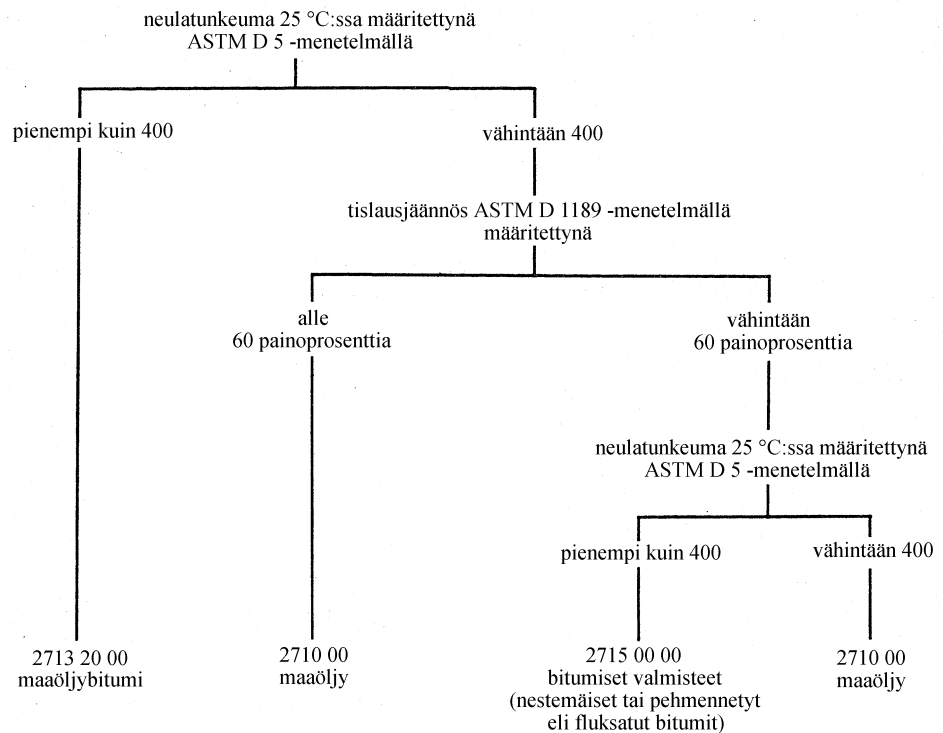 neulatunkeuma 25 °C:ssa määritettynä
ASTM D 5 -menetelmällä
pienempi kuin 400
vähintään 400
tislausjäännös ASTM D 1189 -menetelmällä
määritettynä
alle
60 painoprosenttia
vähintään
60 painoprosenttia
neulatunkeuma 25 °C:ssa määritettynä
ASTM D 5 -menetelmällä
pienempi kuin 400
vähintään 400
2713 20 00
maaöljybitumi
2710 00
maaöljy
2715 00 00
bitumiset valmisteet
(nestemäiset tai pehmennetyt
eli fluksatut bitumit)
2710 00
maaöljy